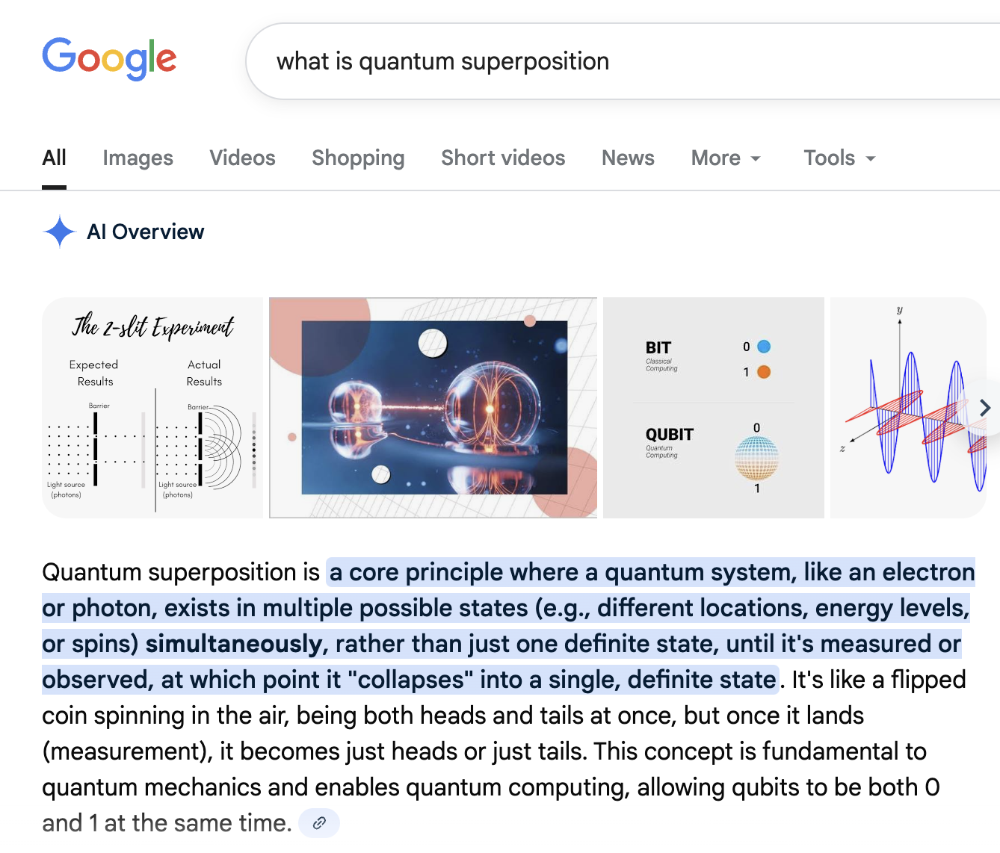 Google
what is quantum superposition
All Images Videos Shopping Short videos News More Tools
AI Overview
The 2-slit Experiment
Expected
Results
Actual
Results
Barrier
Barrier
Light source
(photons)
Light source
(photons)
BIT
Classical
Computing
0
1
QUBIT
Quantum
Computing
0
1
y
z
Quantum superposition is a core principle where a quantum system, like an electron
or photon, exists in multiple possible states (e.g., different locations, energy levels,
or spins) simultaneously, rather than just one definite state, until it's measured or
observed, at which point it "collapses" into a single, definite state. It's like a flipped
coin spinning in the air, being both heads and tails at once, but once it lands
(measurement), it becomes just heads or just tails. This concept is fundamental to
quantum mechanics and enables quantum computing, allowing qubits to be both 0
and 1 at the same time.